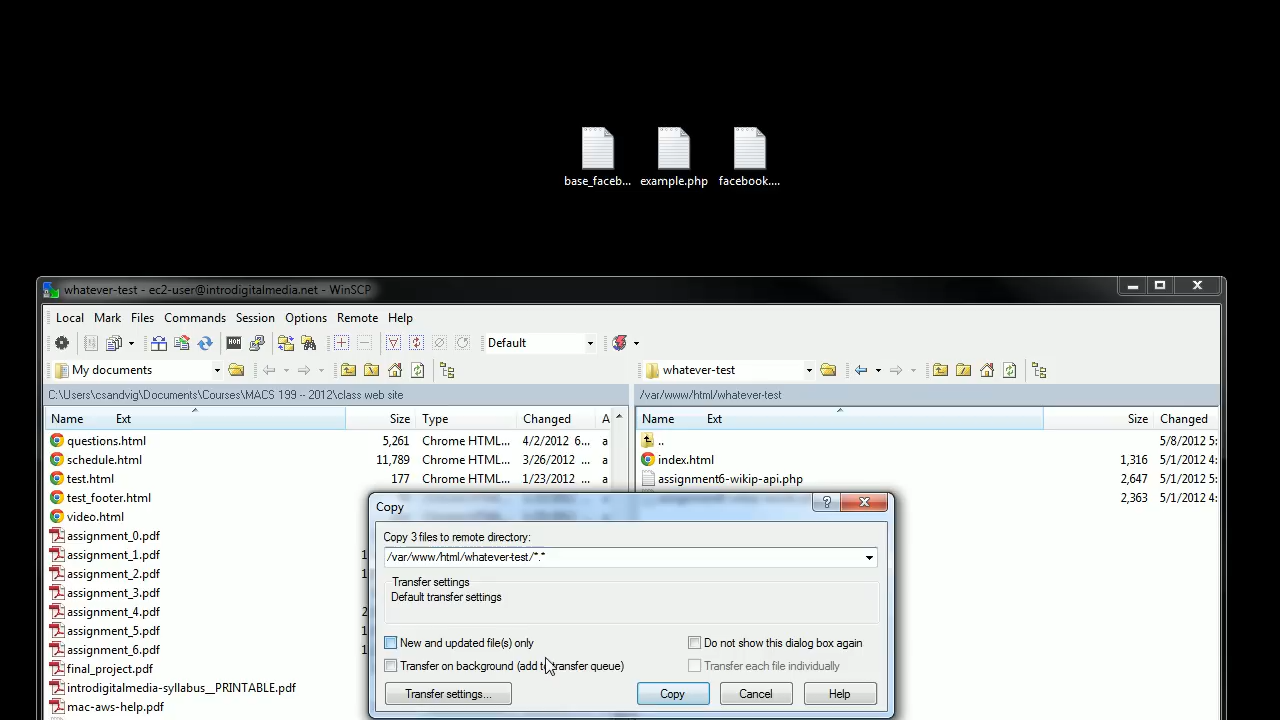 base_faceb... example.php facebook....
whatever-test - ec2-user@introdigitalmedia.net - WinSCP
Local Mark Files Commands Session Options Remote Help
Default
My documents
whatever-test
C:\Users\csandvig\Documents\Courses\MACS 199 -- 2012\class web site
/var/www/html/whatever-test
Name Ext Size Type Changed A
Name Ext Size Changed
questions.html 5,261 Chrome HTML... 4/2/2012 6... a
.. 5/8/2012 5:
schedule.html 11,789 Chrome HTML... 3/26/2012 ... a
index.html 1,316 5/1/2012 4:
test.html 177 Chrome HTML... 1/23/2012 ... a
assignment6-wikip-api.php 2,647 5/1/2012 4:
test_footer.html
2,363 5/1/2012 4:
video.html
assignment_0.pdf
assignment_1.pdf 1
assignment_2.pdf
assignment_3.pdf
assignment_4.pdf 2
assignment_5.pdf 1
assignment_6.pdf 1
final_project.pdf
introdigitalmedia-syllabus__PRINTABLE.pdf
mac-aws-help.pdf
Copy
Copy 3 files to remote directory:
/var/www/html/whatever-test/*.*
Transfer settings
Default transfer settings
New and updated file(s) only
Do not show this dialog box again
Transfer on background (add to transfer queue)
Transfer each file individually
Transfer settings... Copy Cancel Help